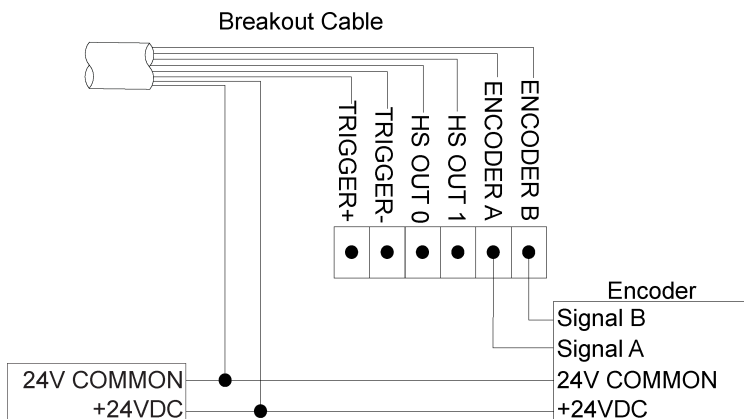 Breakout Cable
TRIGGER+
TRIGGER-
HS OUT 0
HS OUT 1
ENCODER A
ENCODER B
Encoder
Signal B
Signal A
24V COMMON
+24VDC
24V COMMON
+24VDC